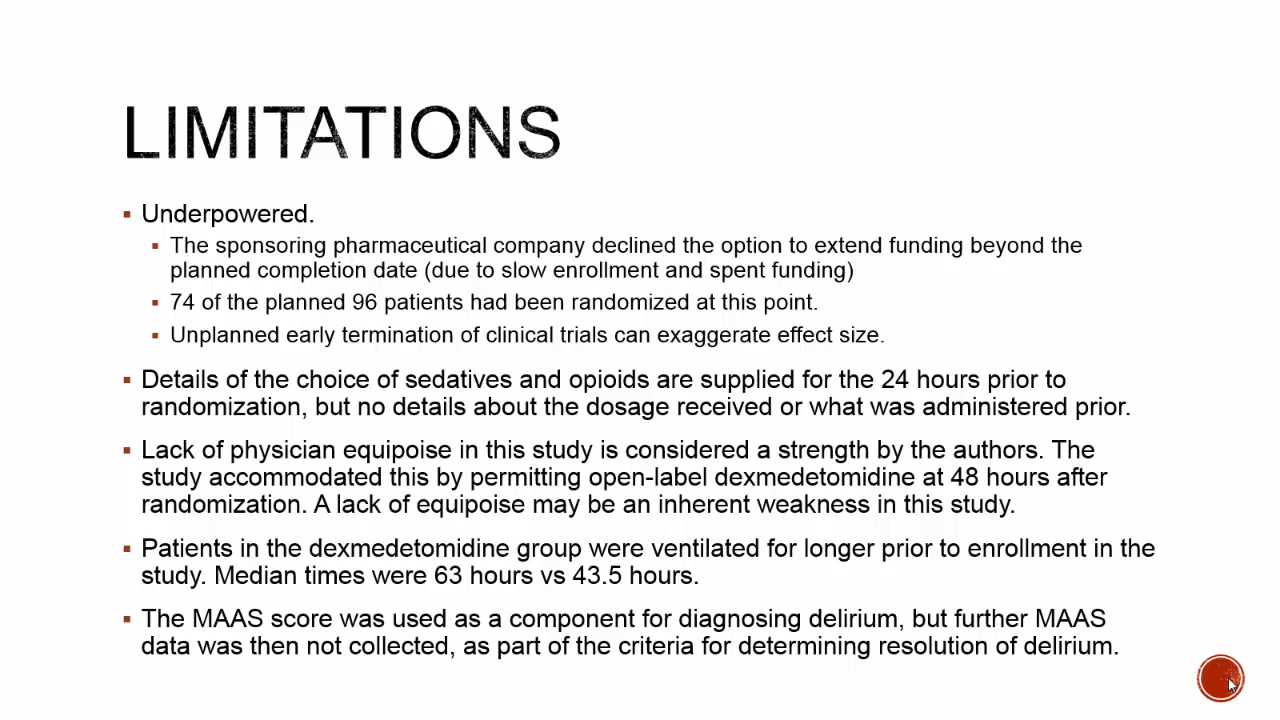 LIMITATIONS
▪ Underpowered.
▪ The sponsoring pharmaceutical company declined the option to extend funding beyond the
planned completion date (due to slow enrollment and spent funding)
▪ 74 of the planned 96 patients had been randomized at this point.
▪ Unplanned early termination of clinical trials can exaggerate effect size.
▪ Details of the choice of sedatives and opioids are supplied for the 24 hours prior to
randomization, but no details about the dosage received or what was administered prior.
▪ Lack of physician equipoise in this study is considered a strength by the authors. The
study accommodated this by permitting open-label dexmedetomidine at 48 hours after
randomization. A lack of equipoise may be an inherent weakness in this study.
▪ Patients in the dexmedetomidine group were ventilated for longer prior to enrollment in the
study. Median times were 63 hours vs 43.5 hours.
▪ The MAAS score was used as a component for diagnosing delirium, but further MAAS
data was then not collected, as part of the criteria for determining resolution of delirium.